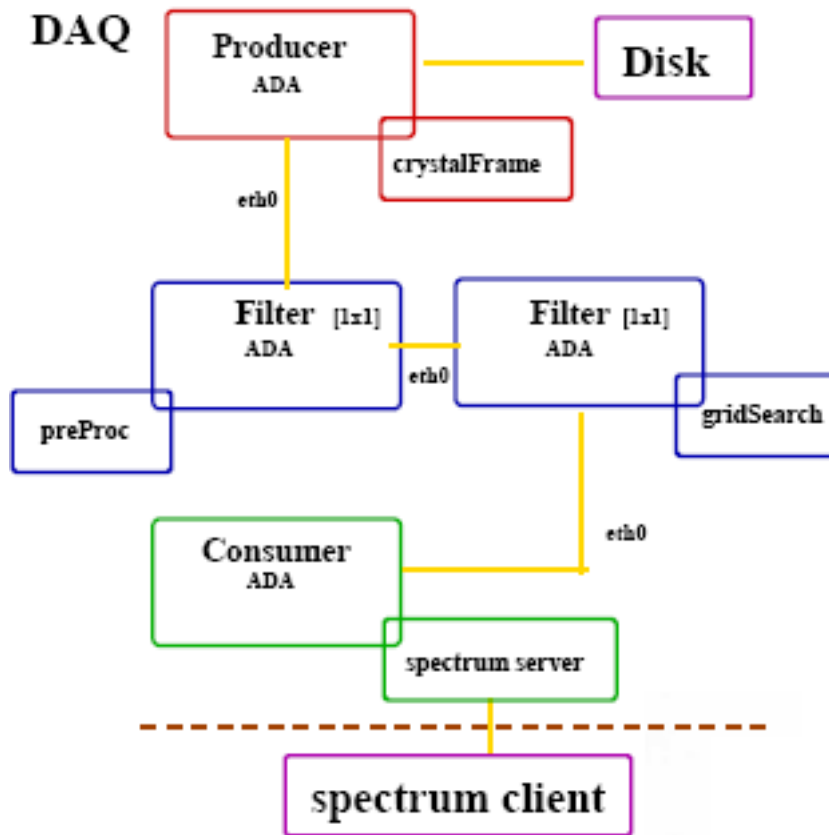 DAQ
Producer
ADA
Disk
crystalFrame
eth0
Filter [1x1]
ADA
Filter [1x1]
ADA
eth0
preProc
gridSearch
eth0
Consumer
ADA
spectrum server
spectrum client